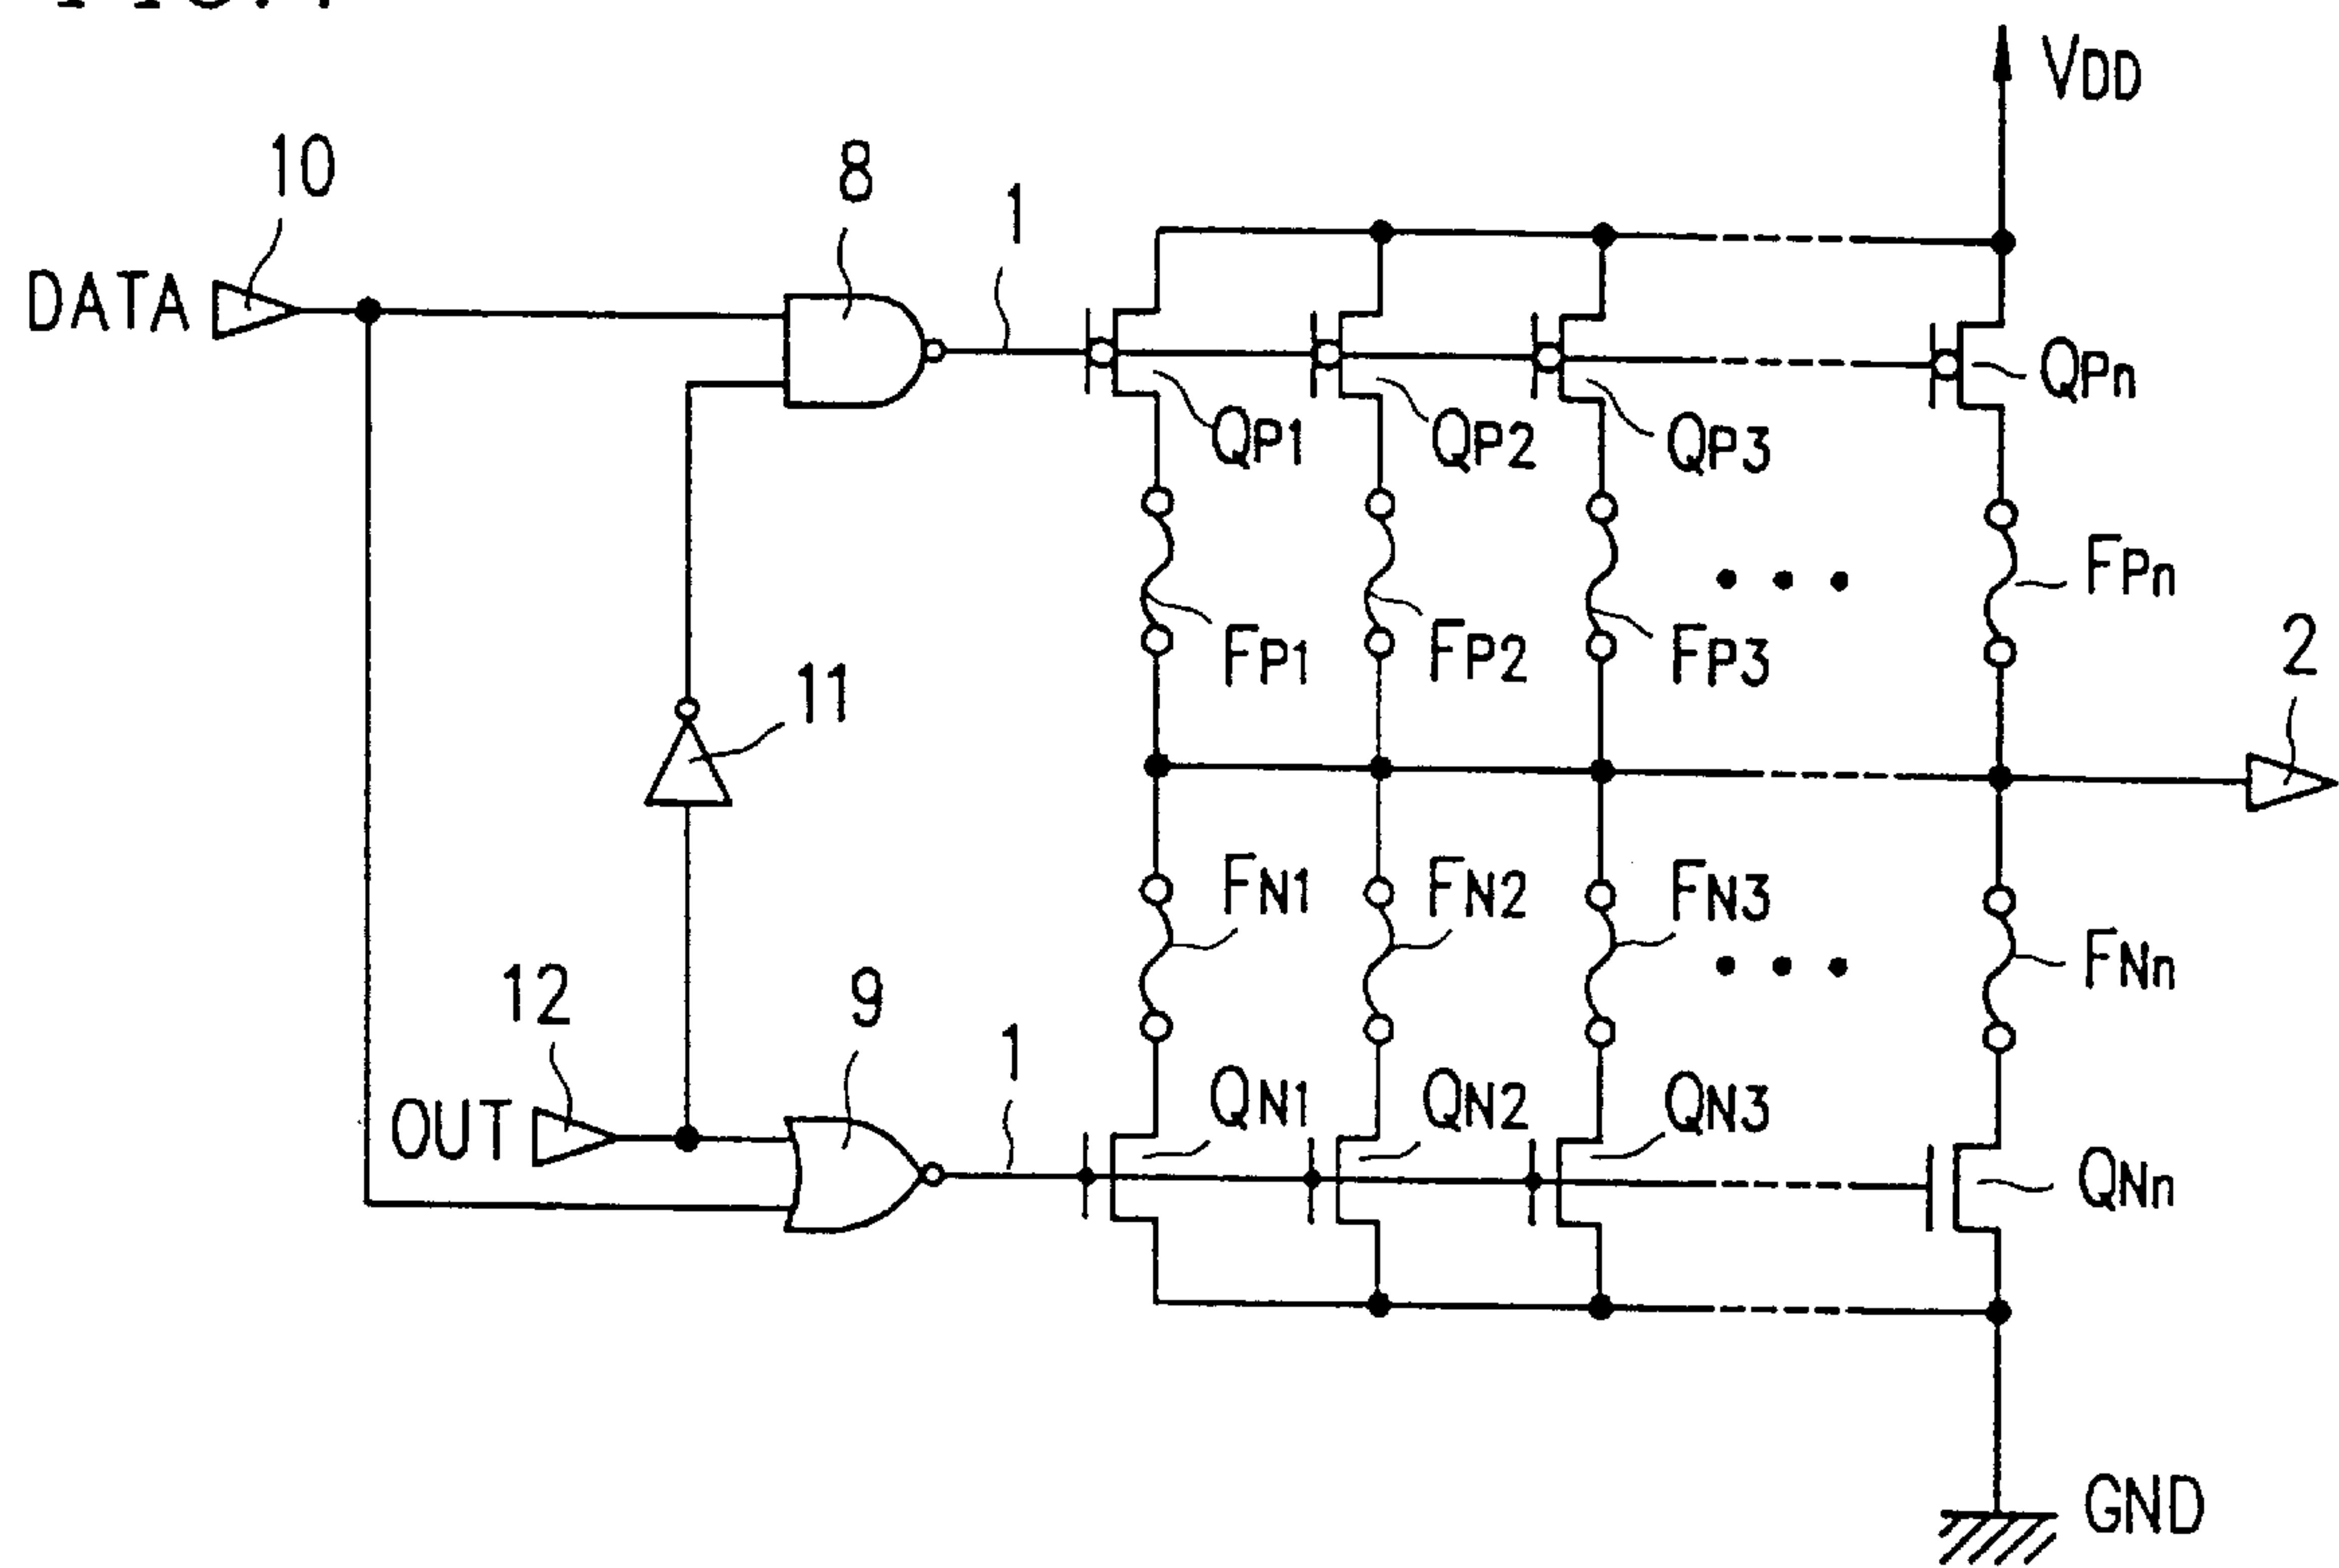 VDD
10
8
1
DATA
QPn
QP1
QP2
QP3
FPn
FP1
FP2
FP3
2
11
FN1
FN2
FN3
FNn
12
9
1
OUT
QN1
QN2
QN3
QNn
GND